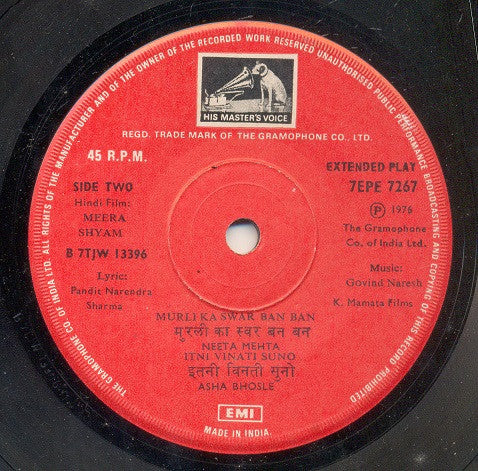 MANUFACTURER AND OF THE OWNER OF THE RECORDED WORK RESERVED UNAUTHORISED PUBLIC PERFORMANCE BROADCASTING AND COPYING OF THIS RECORD PROHIBITED
THE GRAMOPHONE CO. OF INDIA LTD. ALL RIGHTS OF THE
HIS MASTER'S VOICE
REGD. TRADE MARK OF THE GRAMOPHONE CO., LTD.
45 R.P.M.
EXTENDED PLAY
7EPE 7267
SIDE TWO
Hindi Film:
MEERA
SHYAM
B 7TJW 13396
Lyric:
Pandit Narendra
Sharma
℗ 1976
The Gramophone
Co. of India Ltd.
Music:
Govind Naresh
K. Mamata Films
MURLI KA SWAR BAN BAN
मुरली का स्वर बन बन
NEETA MEHTA
ITNI VINATI SUNO
इतनी विनती सुनो
ASHA BHOSLE
EMI
MADE IN INDIA.